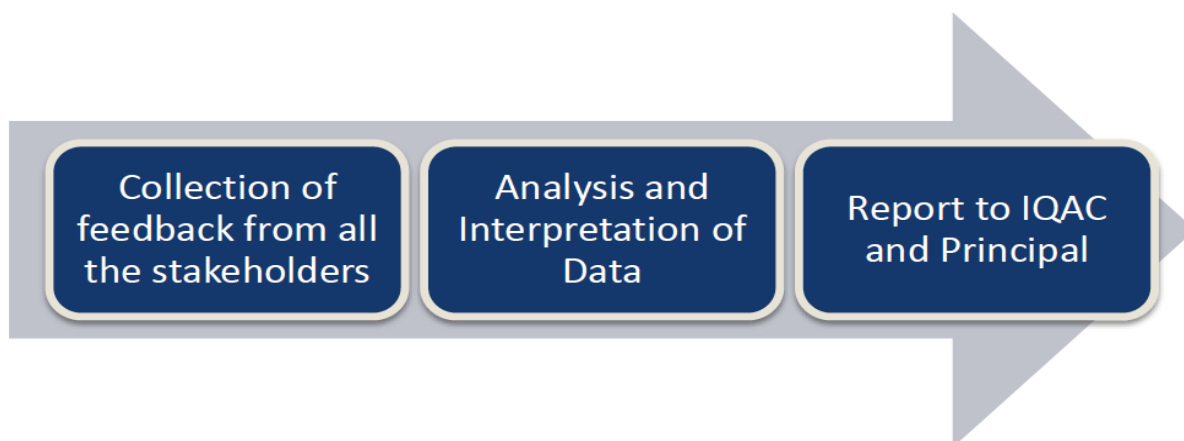 Collection of
feedback from all
the stakeholders
Analysis and
Interpretation of
Data
Report to IQAC
and Principal